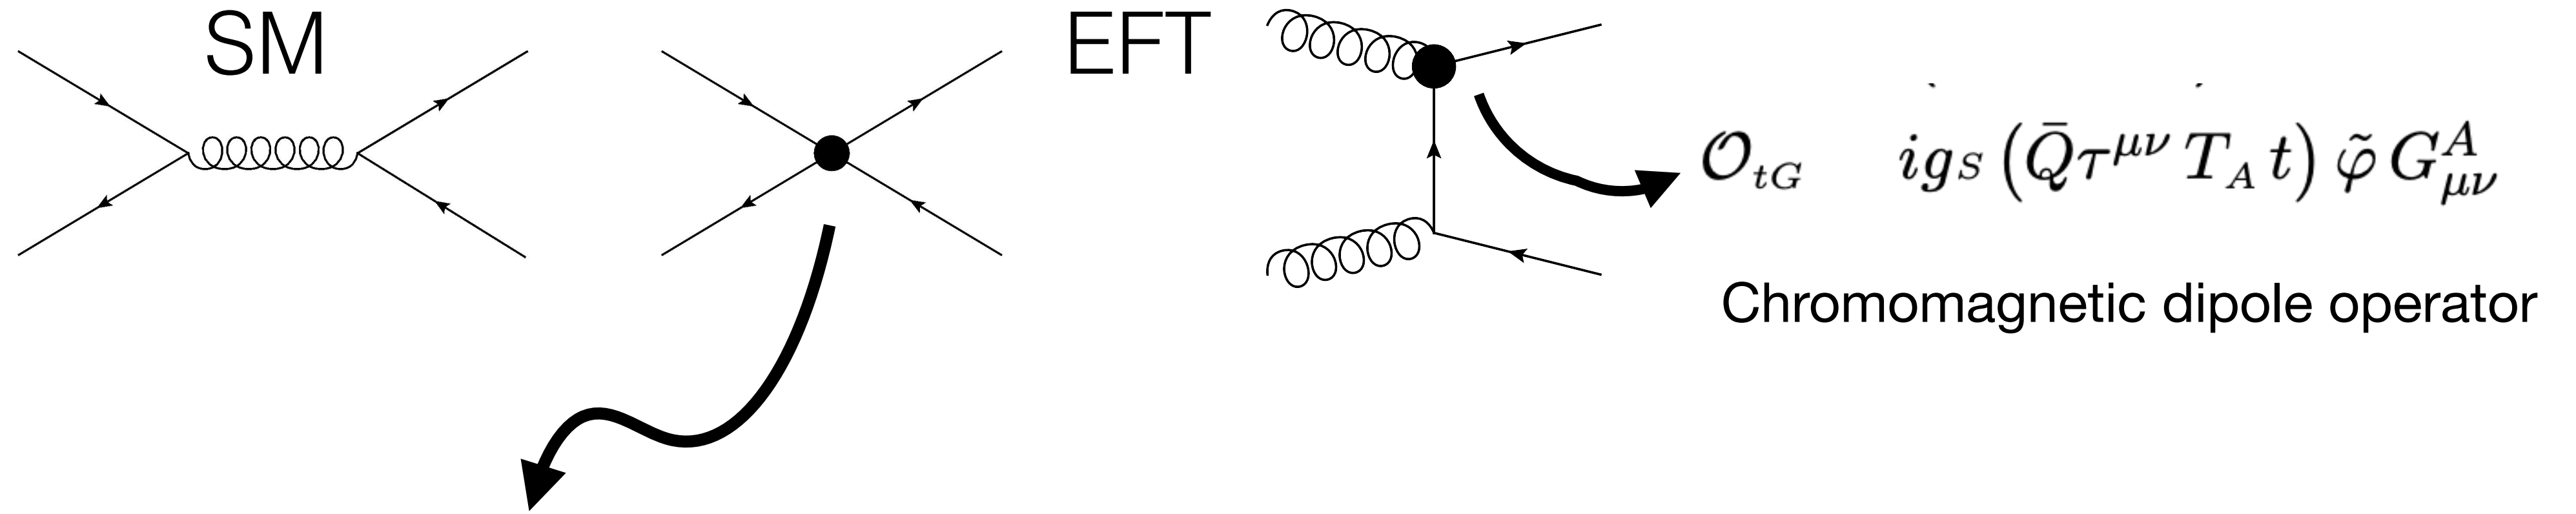 SM
EFT
𝒪_{tG} ig_S (Q̄τ^{μν} T_A t) φ̃ G^A_{μν}
Chromomagnetic dipole operator